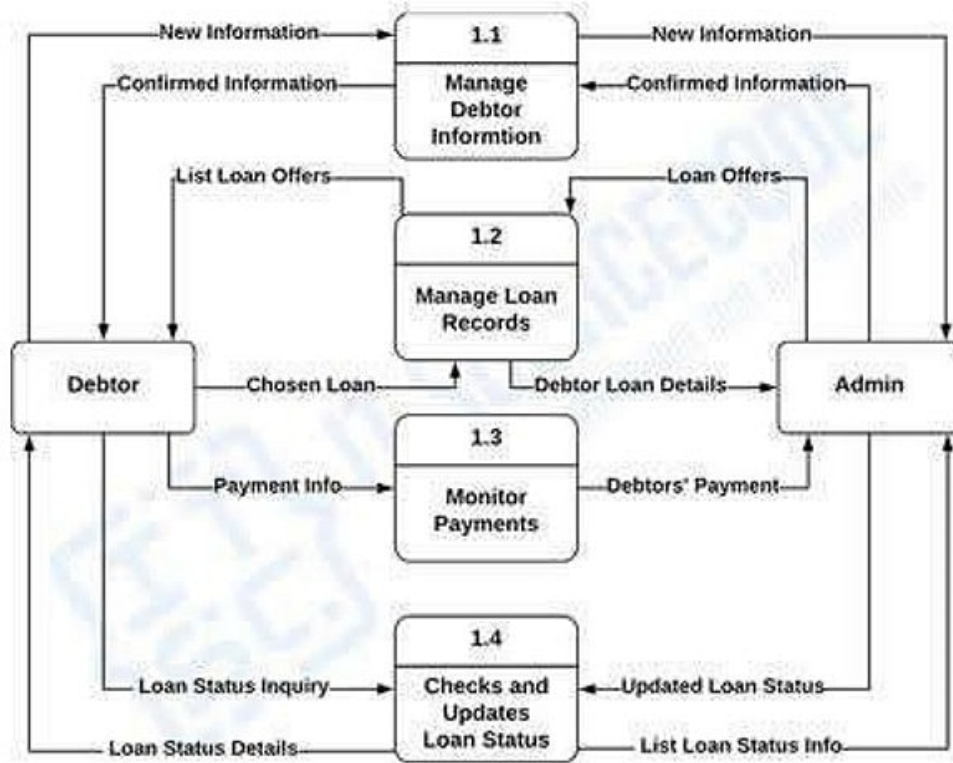 New Information
1.1
New Information
Confirmed Information
Manage
Debtor
Informtion
Confirmed Information
List Loan Offers
Loan Offers
1.2
Manage Loan
Records
Debtor
Chosen Loan
Debtor Loan Details
Admin
1.3
Payment Info
Monitor
Payments
Debtors' Payment
1.4
Loan Status Inquiry
Checks and
Updates
Loan Status
Updated Loan Status
Loan Status Details
List Loan Status Info